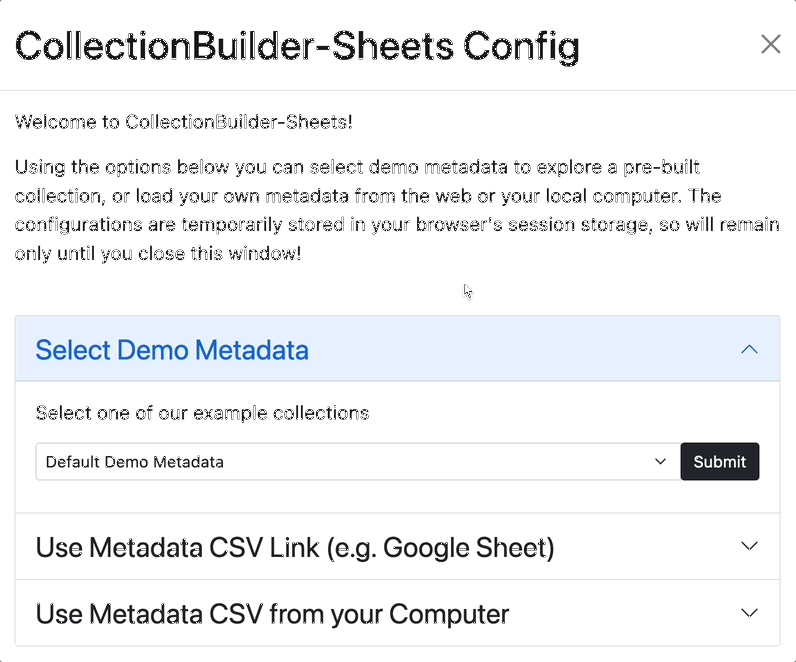 CollectionBuilder-Sheets Config
Welcome to CollectionBuilder-Sheets!
Using the options below you can select demo metadata to explore a pre-built
collection, or load your own metadata from the web or your local computer. The
configurations are temporarily stored in your browser's session storage, so will remain
only until you close this window!
Select Demo Metadata
Select one of our example collections
Default Demo Metadata
Submit
Use Metadata CSV Link (e.g. Google Sheet)
Use Metadata CSV from your Computer